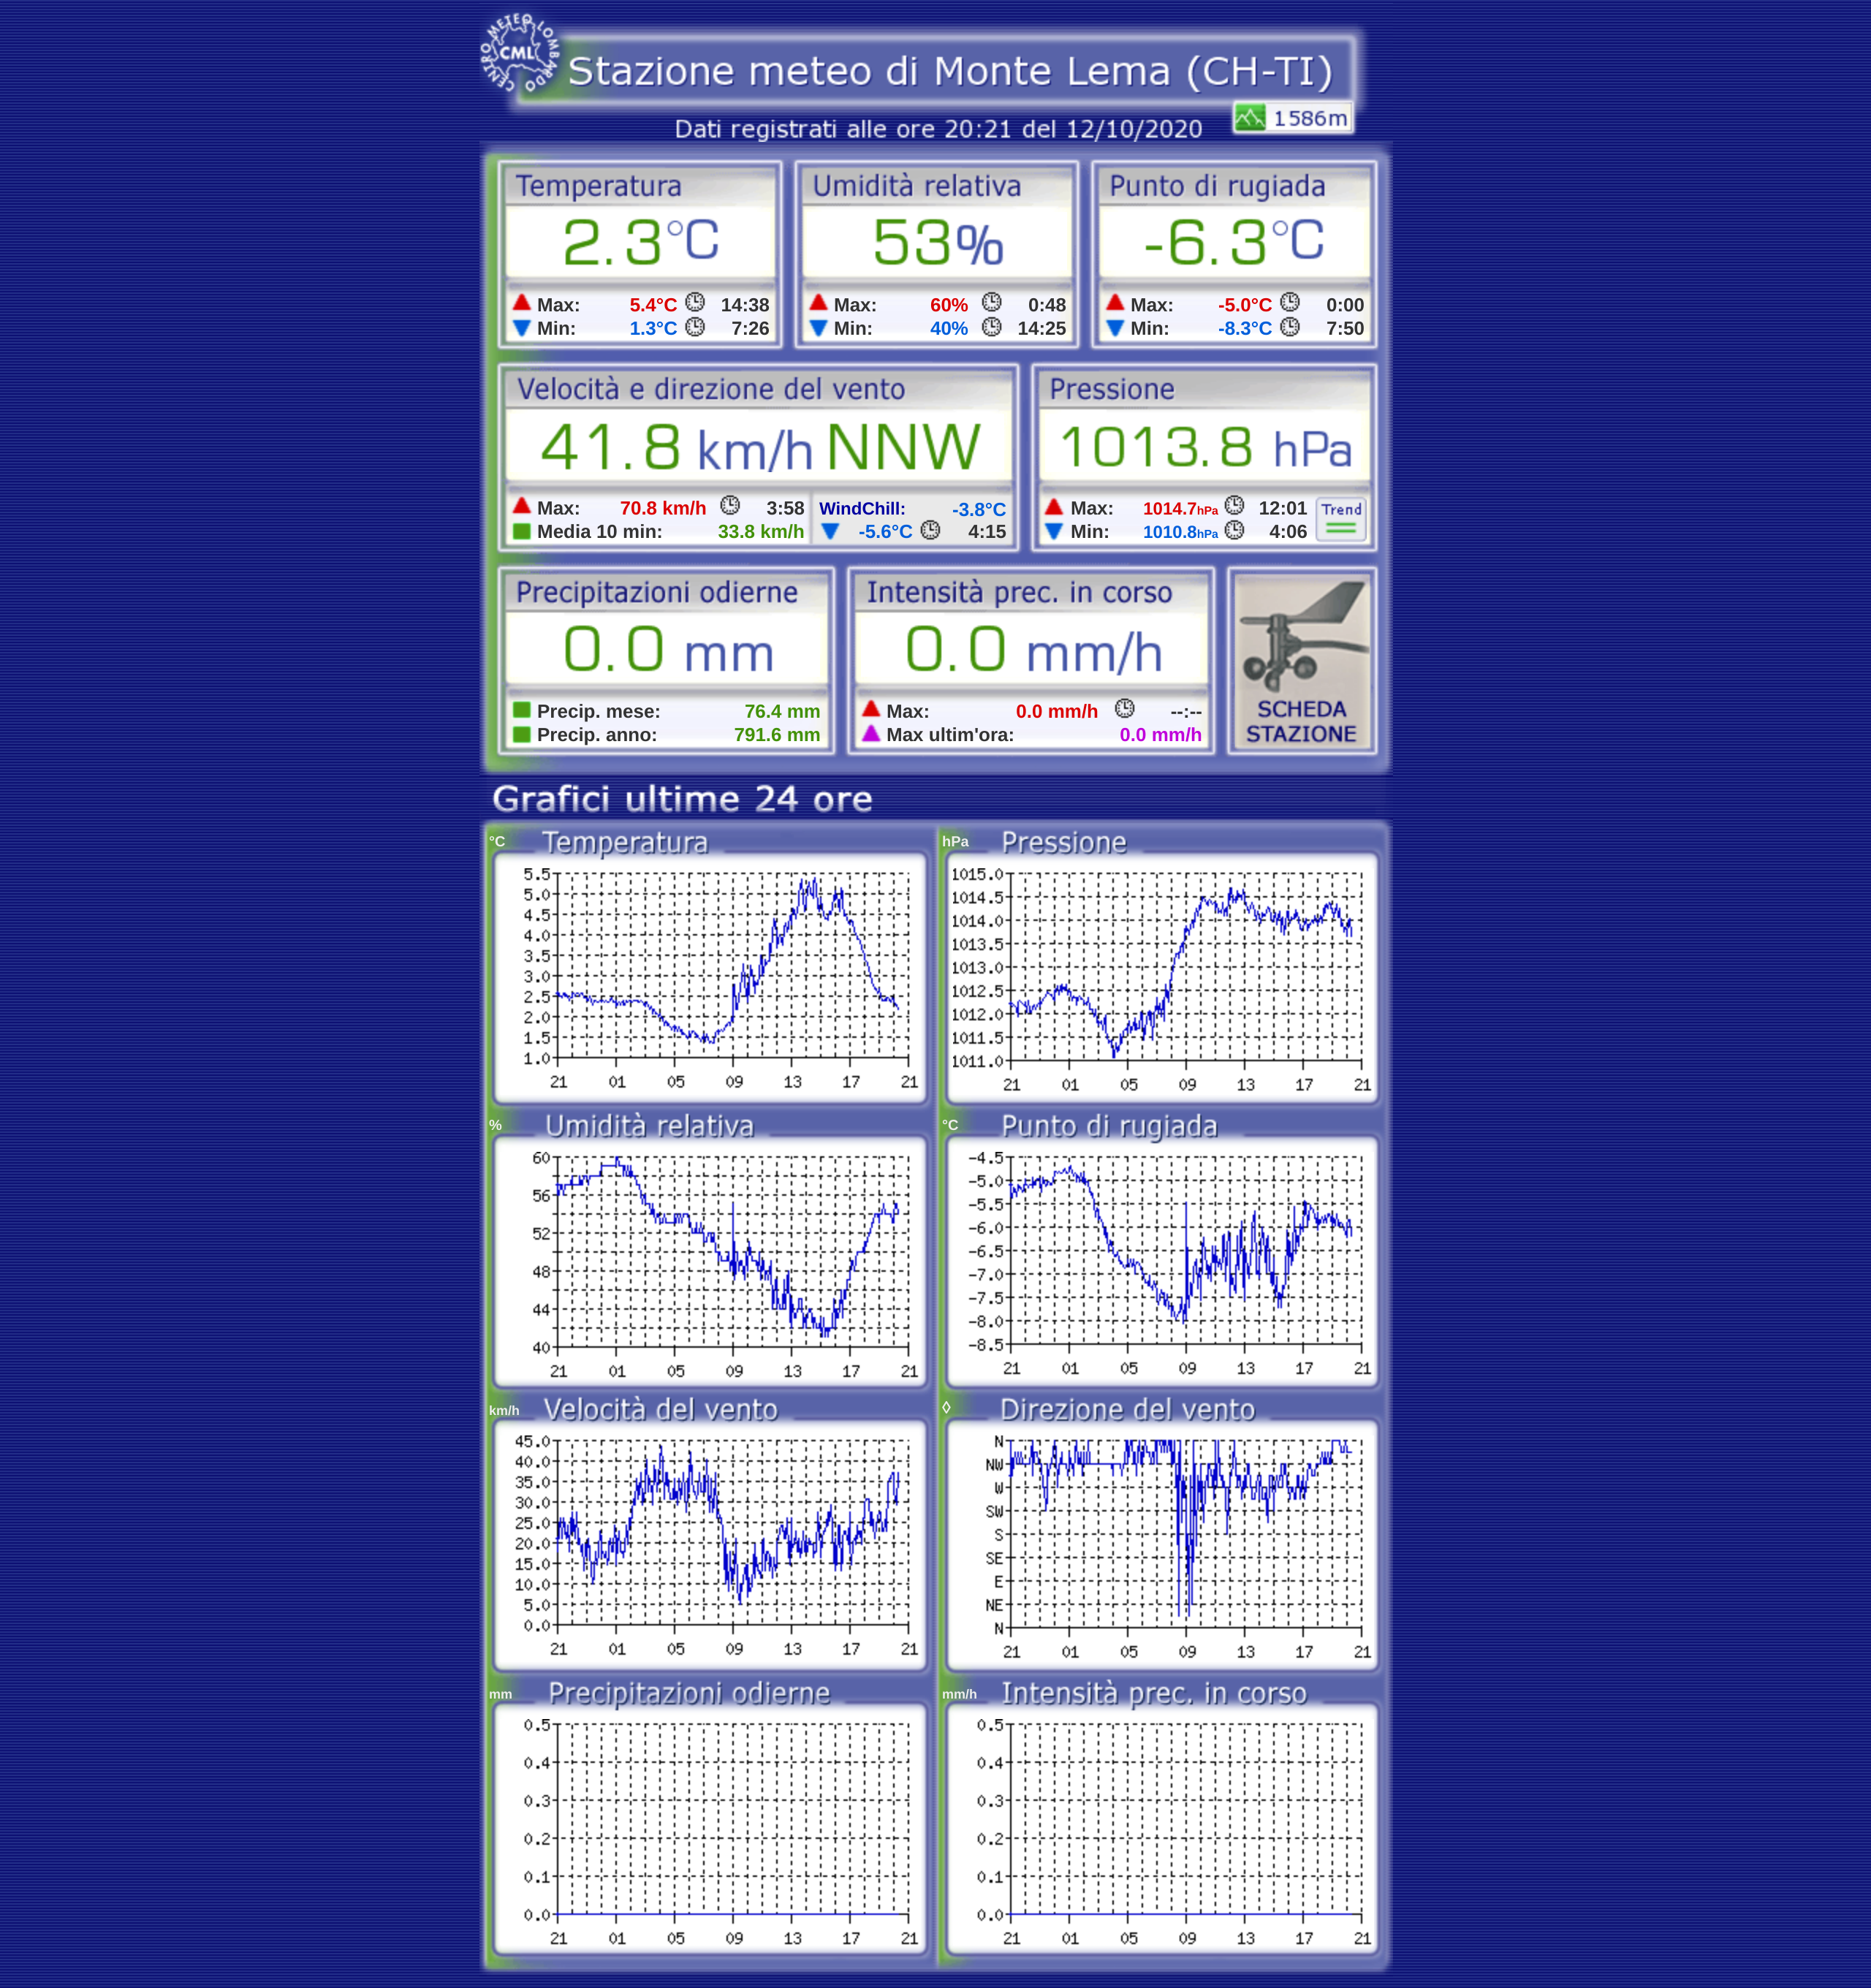 CENTRO METEO LOMBARDO
CML
Stazione meteo di Monte Lema (CH-TI)
1586m
Dati registrati alle ore 20:21 del 12/10/2020
Temperatura
2.3°C
Max: 5.4°C 14:38
Min: 1.3°C 7:26
Umidità relativa
53%
Max: 60% 0:48
Min: 40% 14:25
Punto di rugiada
-6.3°C
Max: -5.0°C 0:00
Min: -8.3°C 7:50
Velocità e direzione del vento
41.8 km/h NNW
Max: 70.8 km/h 3:58
Media 10 min: 33.8 km/h
WindChill: -3.8°C
-5.6°C 4:15
Pressione
1013.8 hPa
Max: 1014.7hPa 12:01
Min: 1010.8hPa 4:06
Trend
Precipitazioni odierne
0.0 mm
Precip. mese: 76.4 mm
Precip. anno: 791.6 mm
Intensità prec. in corso
0.0 mm/h
Max: 0.0 mm/h --:--
Max ultim'ora: 0.0 mm/h
SCHEDA
STAZIONE
Grafici ultime 24 ore
°C Temperatura
5.5
5.0
4.5
4.0
3.5
3.0
2.5
2.0
1.5
1.0
21 01 05 09 13 17 21
hPa Pressione
1015.0
1014.5
1014.0
1013.5
1013.0
1012.5
1012.0
1011.5
1011.0
21 01 05 09 13 17 21
% Umidità relativa
60
56
52
48
44
40
21 01 05 09 13 17 21
°C Punto di rugiada
-4.5
-5.0
-5.5
-6.0
-6.5
-7.0
-7.5
-8.0
-8.5
21 01 05 09 13 17 21
km/h Velocità del vento
45.0
40.0
35.0
30.0
25.0
20.0
15.0
10.0
5.0
0.0
21 01 05 09 13 17 21
◊ Direzione del vento
N
NW
W
SW
S
SE
E
NE
N
21 01 05 09 13 17 21
mm Precipitazioni odierne
0.5
0.4
0.3
0.2
0.1
0.0
21 01 05 09 13 17 21
mm/h Intensità prec. in corso
0.5
0.4
0.3
0.2
0.1
0.0
21 01 05 09 13 17 21